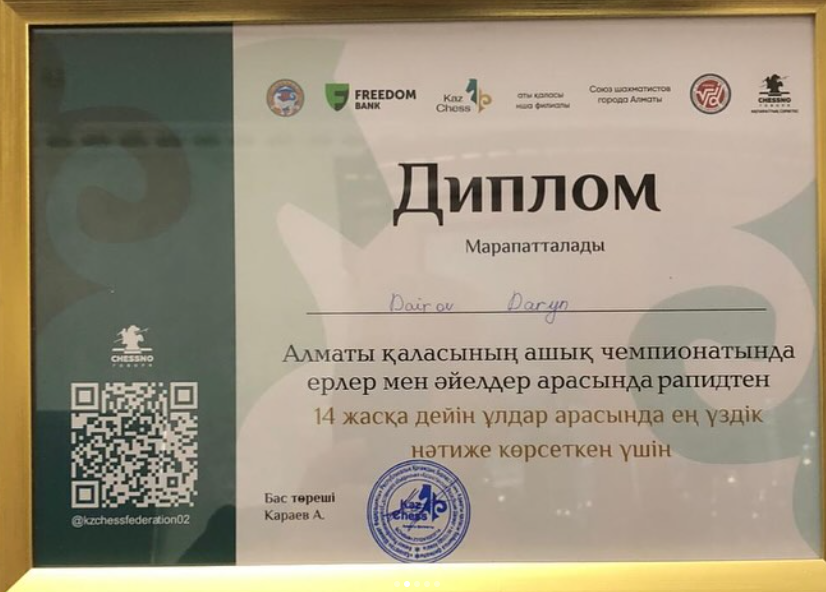 FREEDOM
BANK
Kaz
Chess
аты қаласы
нша филиалы
Союз шахматистов
города Алматы
CHESSNO
Диплом
Марапатталады
Dairov Daryn
Алматы қаласының ашық чемпионатында
ерлер мен әйелдер арасында рапидтен
14 жасқа дейін ұлдар арасында ең үздік
нәтиже көрсеткен үшін
CHESSNO
@kzchessfederation02
Бас төреші
Караев А.
Kaz
Chess